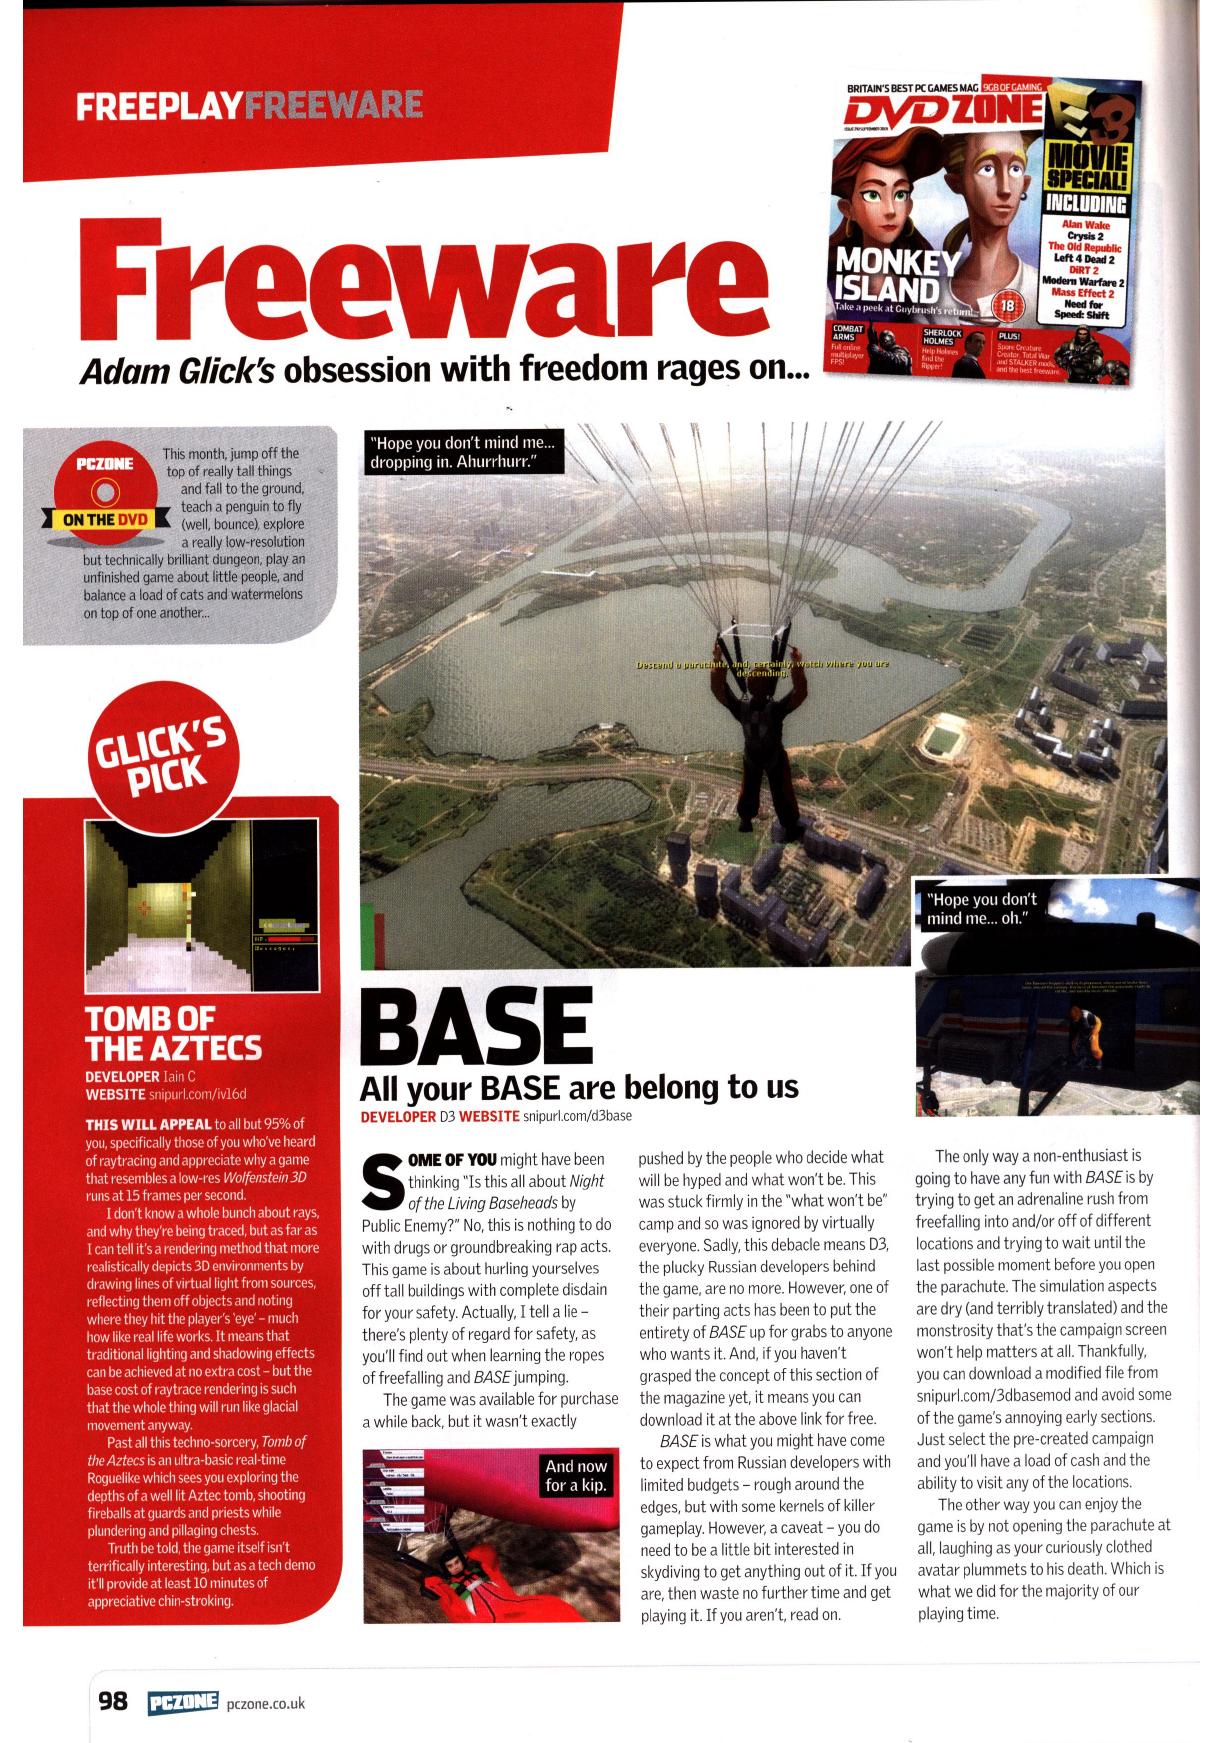 FREEPLAYFREEWARE
BRITAIN'S BEST PC GAMES MAG 9GB OF GAMING
DVD ZONE
E3
MOVIE
SPECIAL!
INCLUDING
Alan Wake
Crysis 2
The Old Republic
Left 4 Dead 2
DiRT 2
Modern Warfare 2
Mass Effect 2
Need for
Speed: Shift
MONKEY
ISLAND
Take a peek at Guybrush's return!
18
COMBAT
ARMS
Full online
multiplayer
FPS!
SHERLOCK
HOLMES
Help Holmes
find the
Ripper!
PLUS!
Spore Creature
Creator, Total War
and STALKER mods,
and the best freeware
Freeware
Adam Glick's obsession with freedom rages on...
PCZONE
ON THE DVD
This month, jump off the
top of really tall things
and fall to the ground,
teach a penguin to fly
(well, bounce), explore
a really low-resolution
but technically brilliant dungeon, play an
unfinished game about little people, and
balance a load of cats and watermelons
on top of one another...
"Hope you don't mind me...
dropping in. Ahurrhurr."
Descend a parachute, and, certainly, watch where you are
descending.
"Hope you don't
mind me... oh."
GLICK'S
PICK
TOMB OF
THE AZTECS
DEVELOPER Iain C
WEBSITE snipurl.com/iv16d
THIS WILL APPEAL to all but 95% of
you, specifically those of you who've heard
of raytracing and appreciate why a game
that resembles a low-res Wolfenstein 3D
runs at 15 frames per second.
I don't know a whole bunch about rays,
and why they're being traced, but as far as
I can tell it's a rendering method that more
realistically depicts 3D environments by
drawing lines of virtual light from sources,
reflecting them off objects and noting
where they hit the player's 'eye' – much
how like real life works. It means that
traditional lighting and shadowing effects
can be achieved at no extra cost – but the
base cost of raytrace rendering is such
that the whole thing will run like glacial
movement anyway.
Past all this techno-sorcery, Tomb of
the Aztecs is an ultra-basic real-time
Roguelike which sees you exploring the
depths of a well lit Aztec tomb, shooting
fireballs at guards and priests while
plundering and pillaging chests.
Truth be told, the game itself isn't
terrifically interesting, but as a tech demo
it'll provide at least 10 minutes of
appreciative chin-stroking.
BASE
All your BASE are belong to us
DEVELOPER D3 WEBSITE snipurl.com/d3base
SOME OF YOU might have been
thinking "Is this all about Night
of the Living Baseheads by
Public Enemy?" No, this is nothing to do
with drugs or groundbreaking rap acts.
This game is about hurling yourselves
off tall buildings with complete disdain
for your safety. Actually, I tell a lie –
there's plenty of regard for safety, as
you'll find out when learning the ropes
of freefalling and BASE jumping.
The game was available for purchase
a while back, but it wasn't exactly
And now
for a kip.
pushed by the people who decide what
will be hyped and what won't be. This
was stuck firmly in the "what won't be"
camp and so was ignored by virtually
everyone. Sadly, this debacle means D3,
the plucky Russian developers behind
the game, are no more. However, one of
their parting acts has been to put the
entirety of BASE up for grabs to anyone
who wants it. And, if you haven't
grasped the concept of this section of
the magazine yet, it means you can
download it at the above link for free.
BASE is what you might have come
to expect from Russian developers with
limited budgets – rough around the
edges, but with some kernels of killer
gameplay. However, a caveat – you do
need to be a little bit interested in
skydiving to get anything out of it. If you
are, then waste no further time and get
playing it. If you aren't, read on.
The only way a non-enthusiast is
going to have any fun with BASE is by
trying to get an adrenaline rush from
freefalling into and/or off of different
locations and trying to wait until the
last possible moment before you open
the parachute. The simulation aspects
are dry (and terribly translated) and the
monstrosity that's the campaign screen
won't help matters at all. Thankfully,
you can download a modified file from
snipurl.com/3dbasemod and avoid some
of the game's annoying early sections.
Just select the pre-created campaign
and you'll have a load of cash and the
ability to visit any of the locations.
The other way you can enjoy the
game is by not opening the parachute at
all, laughing as your curiously clothed
avatar plummets to his death. Which is
what we did for the majority of our
playing time.
98 PCZONE pczone.co.uk